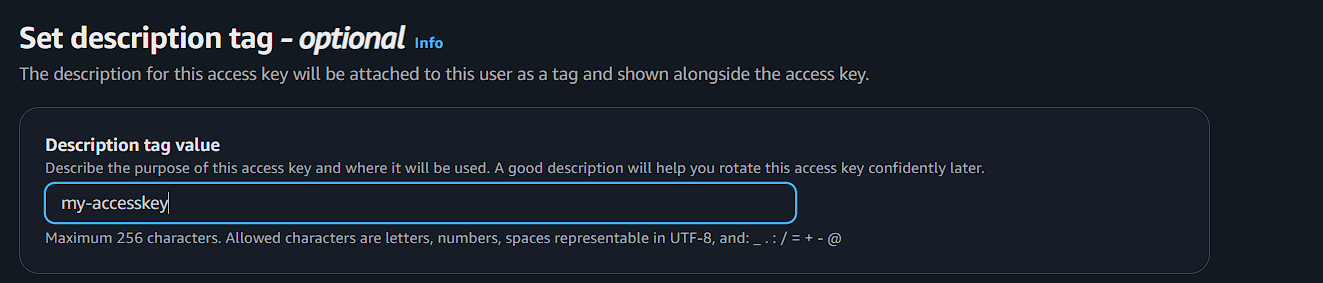 Set description tag - optional Info
The description for this access key will be attached to this user as a tag and shown alongside the access key.
Description tag value
Describe the purpose of this access key and where it will be used. A good description will help you rotate this access key confidently later.
my-accesskey
Maximum 256 characters. Allowed characters are letters, numbers, spaces representable in UTF-8, and: _ . : / = + - @